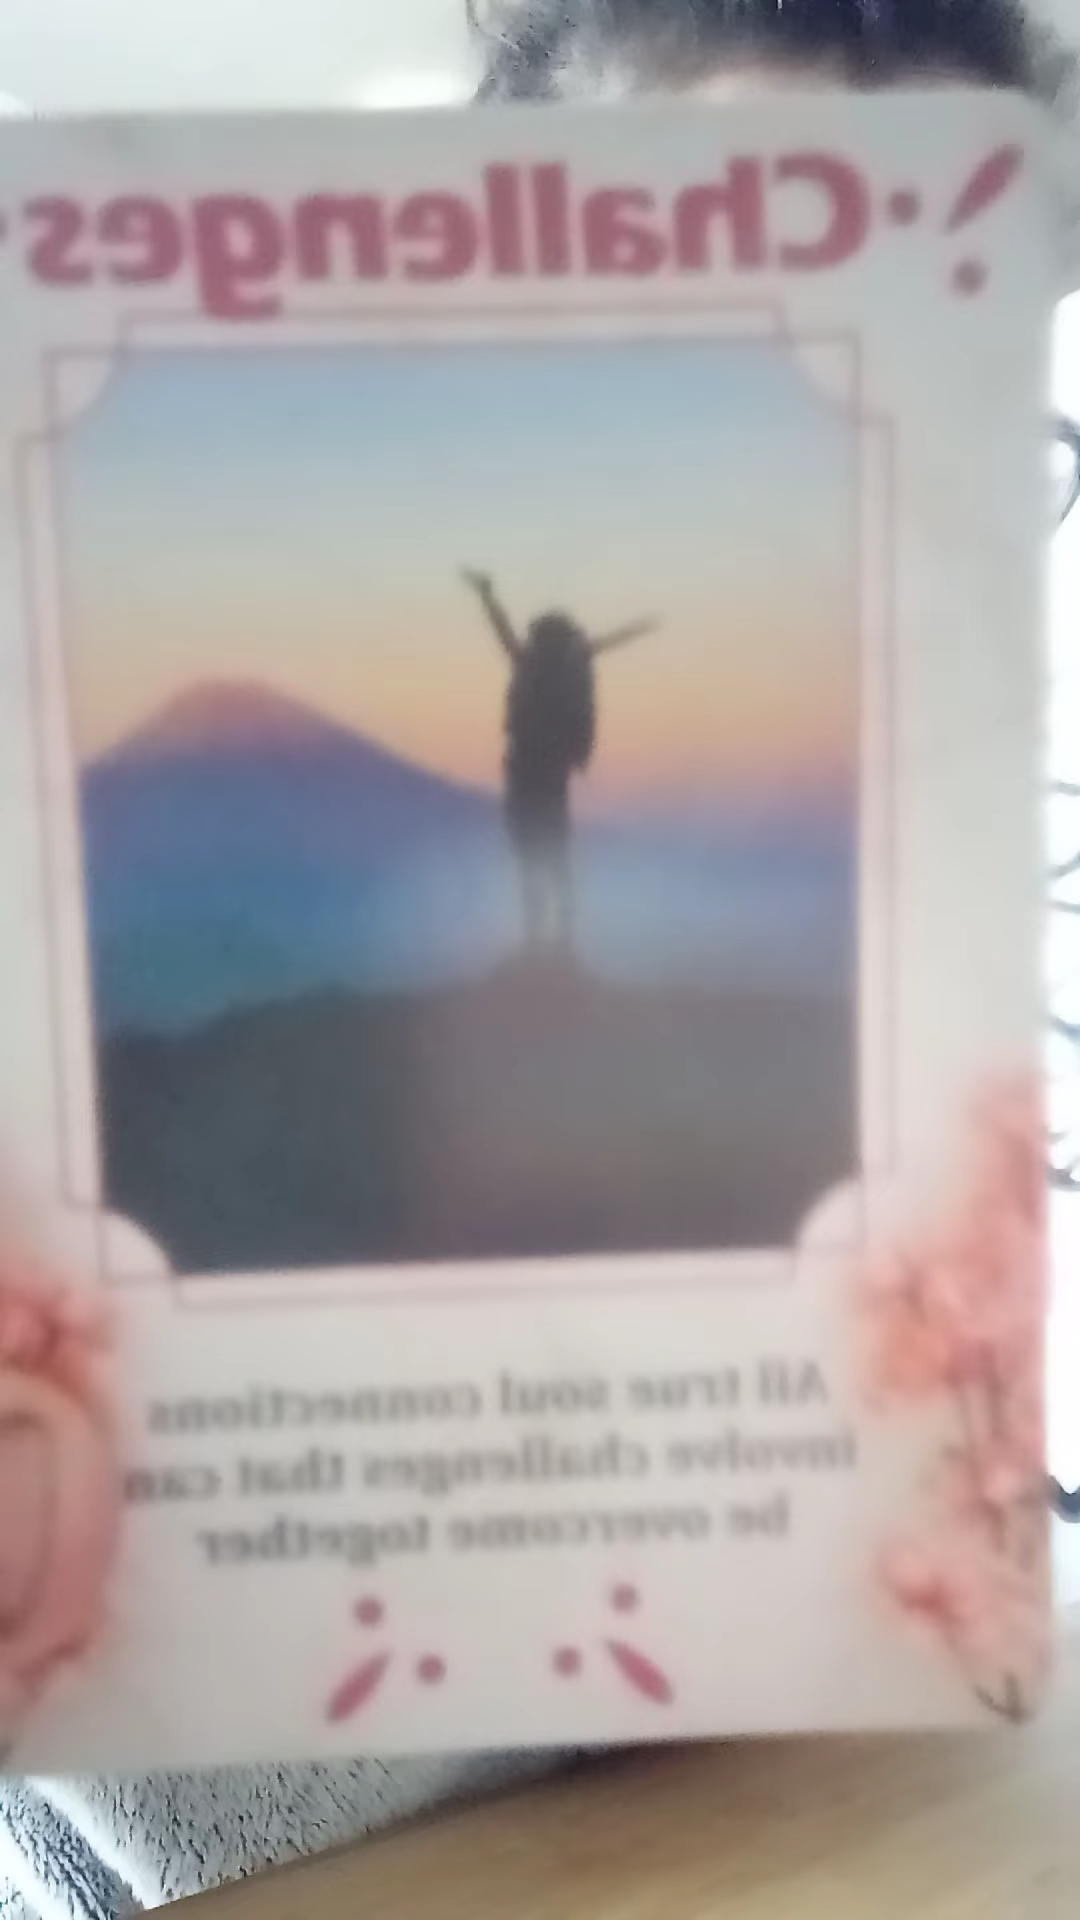 Challenges
All true soul connections
involve challenges that can
be overcome together